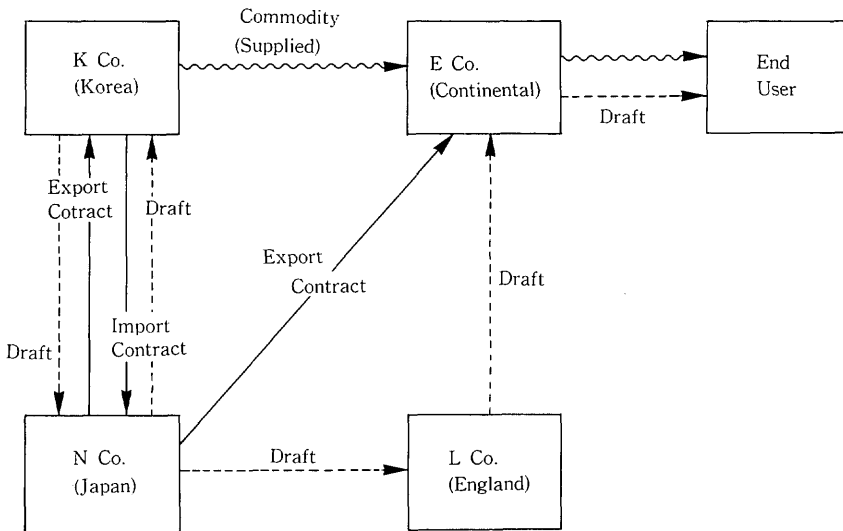 Commodity
(Supplied)
K Co.
(Korea)
E Co.
(Continental)
End
User
Draft
Export
Cotract
Draft
Export
Contract
Draft
Import
Contract
Draft
N Co.
(Japan)
Draft
L Co.
(England)